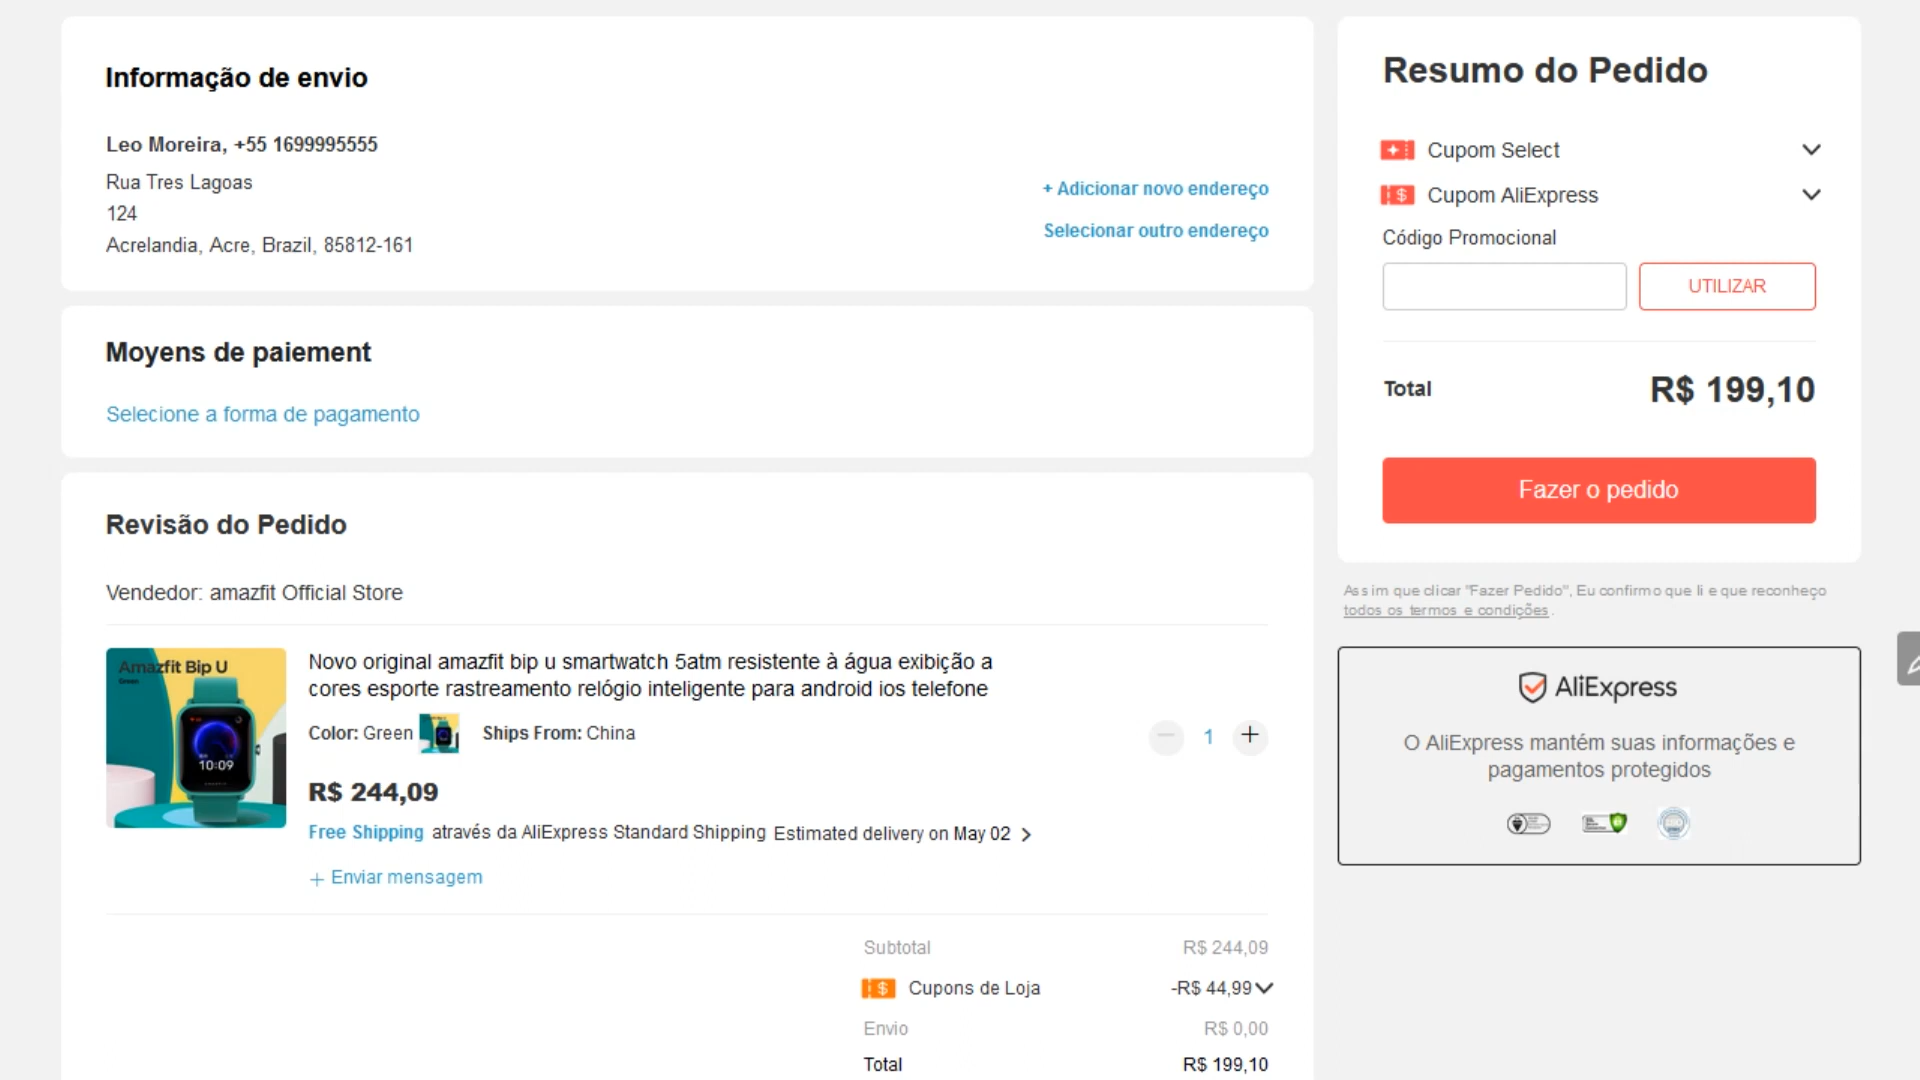 Informação de envio
Leo Moreira, +55 1699995555
Rua Tres Lagoas
124
Acrelandia, Acre, Brazil, 85812-161
+ Adicionar novo endereço
Selecionar outro endereço
Moyens de paiement
Selecione a forma de pagamento
Revisão do Pedido
Vendedor: amazfit Official Store
Amazfit Bip U
Green
10:09
Novo original amazfit bip u smartwatch 5atm resistente à água exibição a
cores esporte rastreamento relógio inteligente para android ios telefone
Color: Green Ships From: China
1
R$ 244,09
Free Shipping através da AliExpress Standard Shipping Estimated delivery on May 02
+ Enviar mensagem
Subtotal R$ 244,09
Cupons de Loja -R$ 44,99
Envio R$ 0,00
Total R$ 199,10
Resumo do Pedido
Cupom Select
Cupom AliExpress
Código Promocional
UTILIZAR
Total R$ 199,10
Fazer o pedido
Assim que clicar "Fazer Pedido", Eu confirmo que li e que reconheço
todos os termos e condições.
AliExpress
O AliExpress mantém suas informações e
pagamentos protegidos